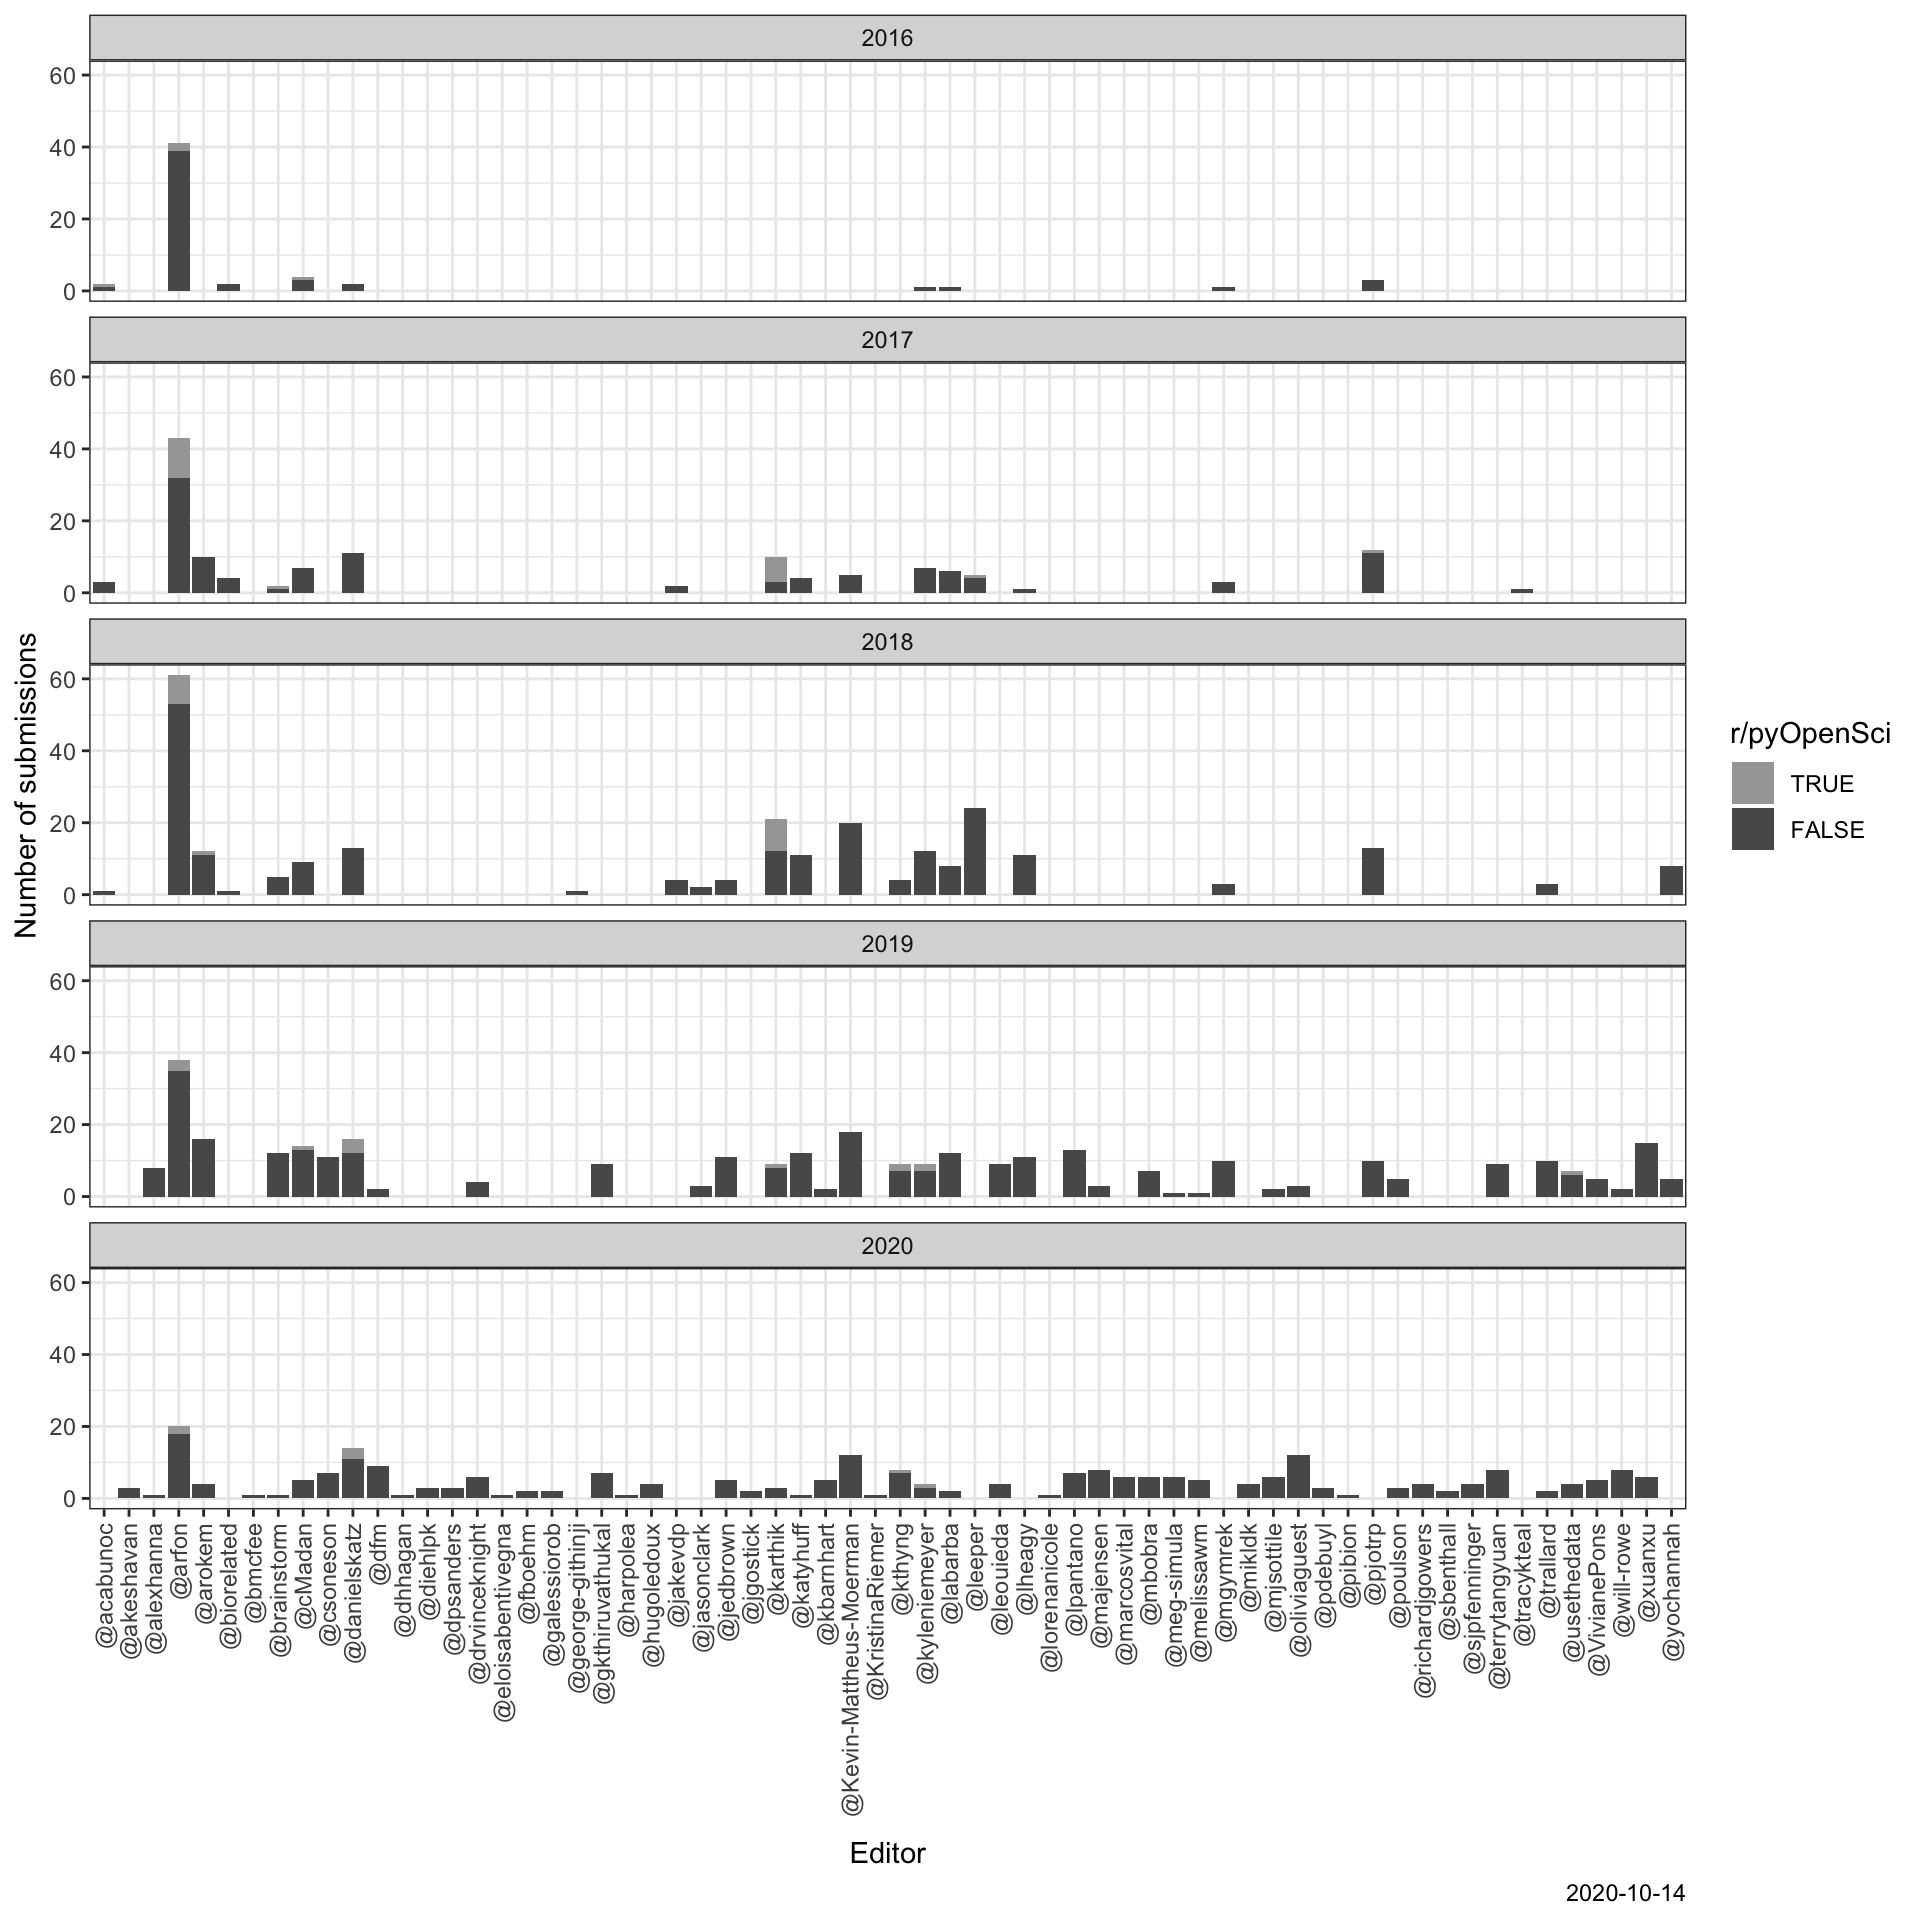 2016
60
40
20
0
2017
60
40
20
0
2018
60
40
20
0
2019
60
40
20
0
2020
60
40
20
0
Number of submissions
r/pyOpenSci
TRUE
FALSE
@acabunoc
@akeshavan
@alexhanna
@arfon
@arokem
@biorelated
@bmcfee
@brainstorm
@cMadan
@csoneson
@danielskatz
@dfm
@dhhagan
@diehlpk
@dpsanders
@drvinceknight
@eloisabentivegna
@fboehm
@galessiorob
@george-githinji
@gkthiruvathukal
@harpolea
@hugoledoux
@jakevdp
@jasonclark
@jedbrown
@jgostick
@karthik
@katyhuff
@kbarnhart
@Kevin-Mattheus-Moerman
@KristinaRiemer
@kthyng
@kyleniemeyer
@labarba
@leeper
@leouieda
@lheagy
@lorenanicole
@lpantano
@majensen
@marcosvital
@mbobra
@meg-simula
@melissawm
@mgymrek
@mikldk
@mjsottile
@oliviaguest
@pdebuyl
@pibion
@pjotrp
@poulson
@richardjgowers
@sbenthall
@sjpfenninger
@terrytangyuan
@tracykteal
@trallard
@usethedata
@VivianePons
@will-rowe
@xuanxu
@yochannah
Editor
2020-10-14